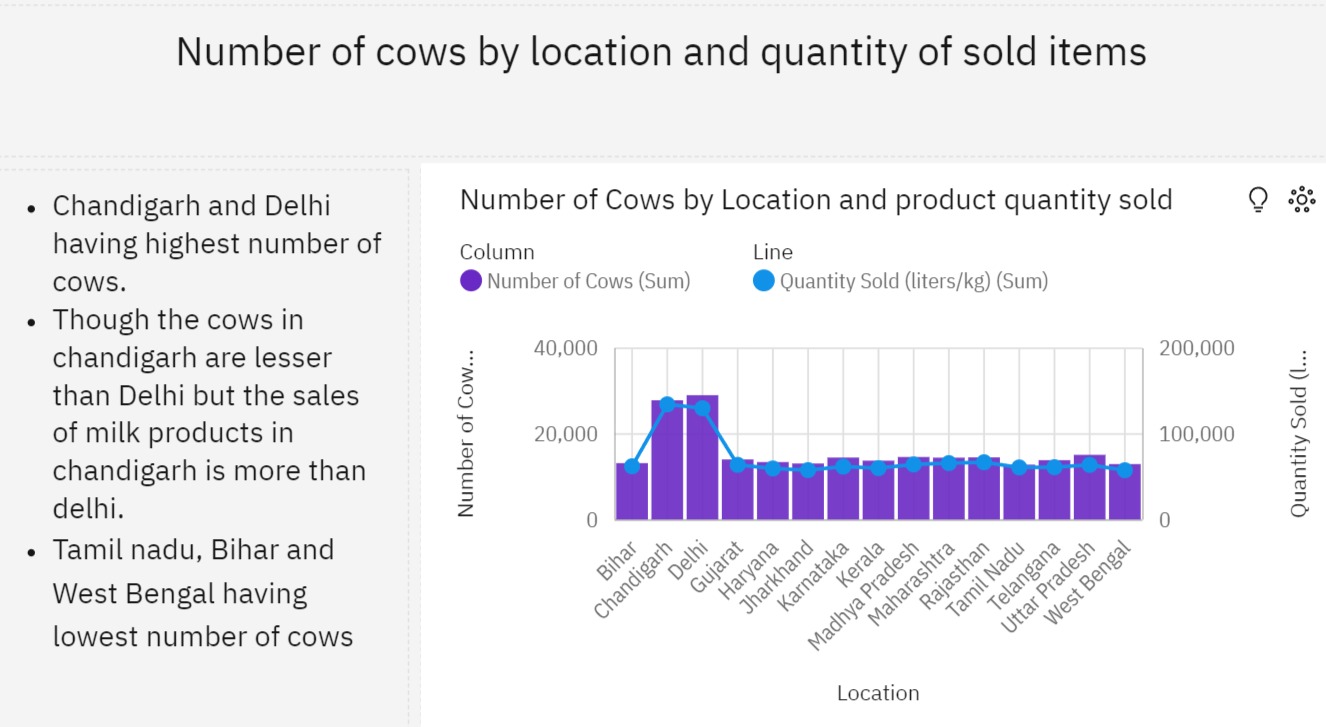 Number of cows by location and quantity of sold items
• Chandigarh and Delhi
having highest number of
cows.
• Though the cows in
chandigarh are lesser
than Delhi but the sales
of milk products in
chandigarh is more than
delhi.
• Tamil nadu, Bihar and
West Bengal having
lowest number of cows
Number of Cows by Location and product quantity sold
Column
Number of Cows (Sum)
Line
Quantity Sold (liters/kg) (Sum)
Number of Cow...
40,000
20,000
0
200,000
100,000
0
Quantity Sold (l...
Bihar
Chandigarh
Delhi
Gujarat
Haryana
Jharkhand
Karnataka
Kerala
Madhya Pradesh
Maharashtra
Rajasthan
Tamil Nadu
Telangana
Uttar Pradesh
West Bengal
Location